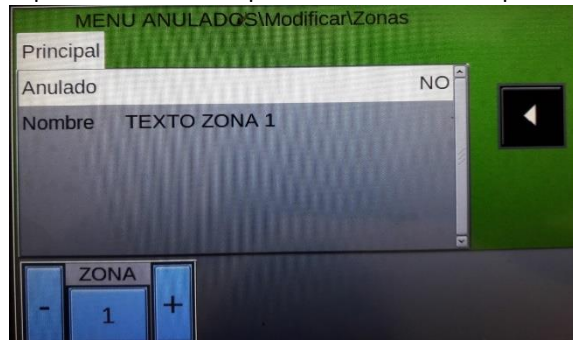 MENU ANULADOS\Modificar\Zonas
Principal
Anulado NO
Nombre TEXTO ZONA 1
ZONA
- 1 +